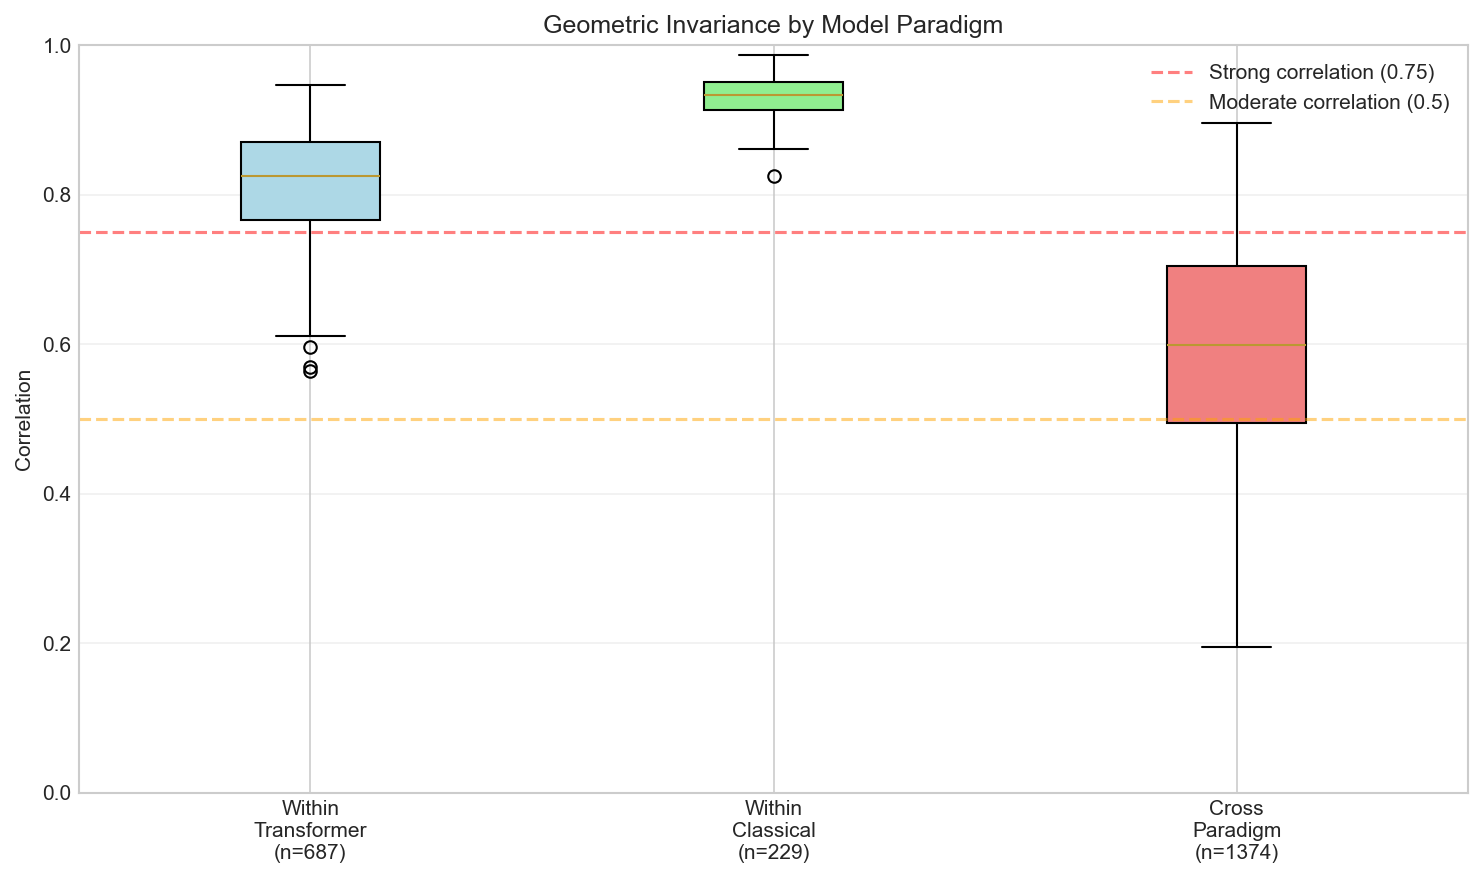 Geometric Invariance by Model Paradigm
Strong correlation (0.75)
Moderate correlation (0.5)
Correlation
1.0
0.8
0.6
0.4
0.2
0.0
Within
Transformer
(n=687)
Within
Classical
(n=229)
Cross
Paradigm
(n=1374)